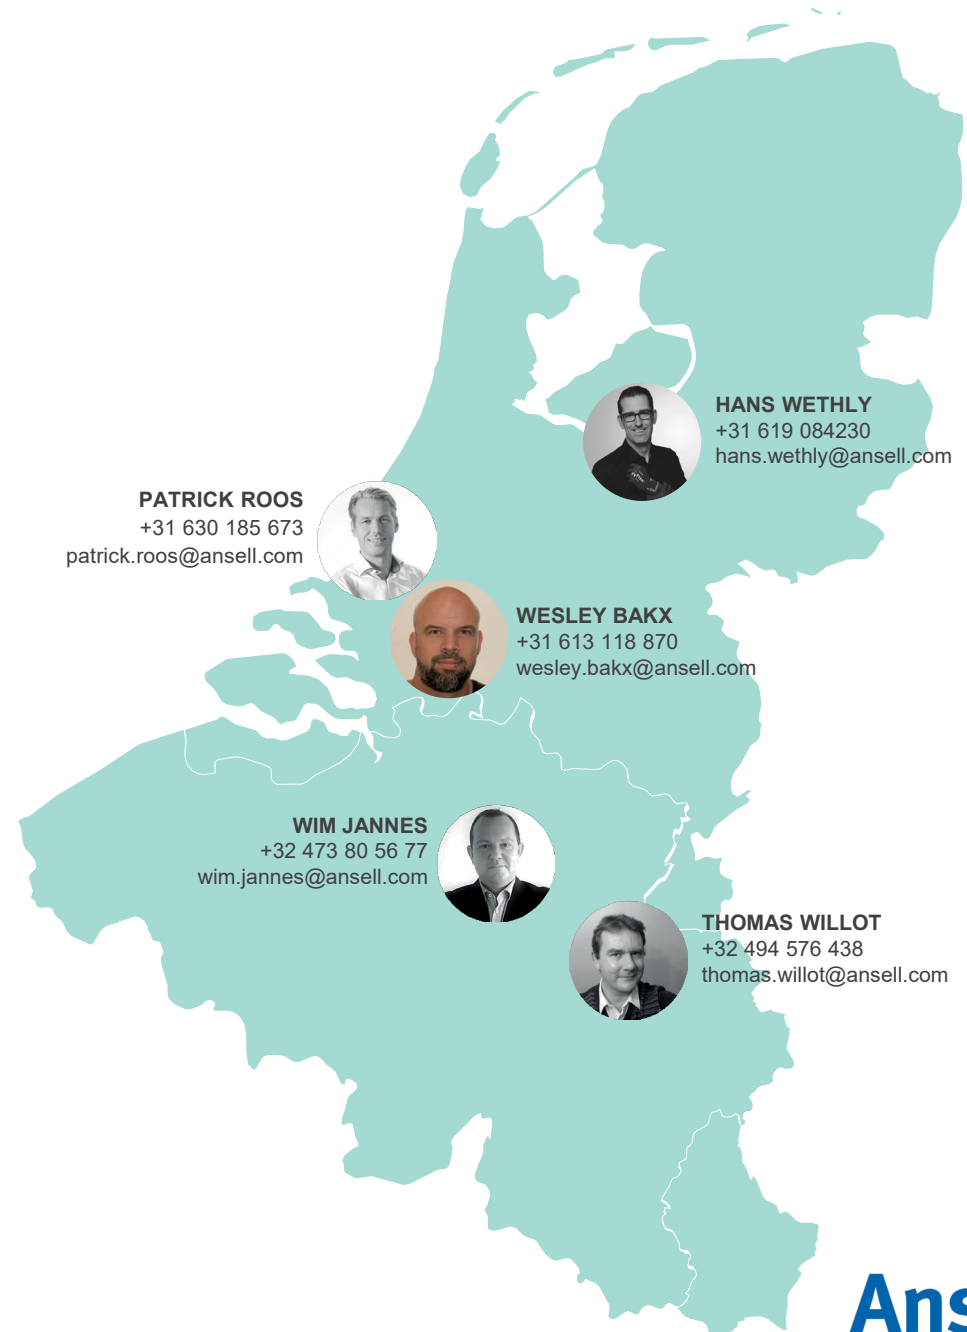 HANS WETHLY
+31 619 084230
hans.wethly@ansell.com
PATRICK ROOS
+31 630 185 673
patrick.roos@ansell.com
WESLEY BAKX
+31 613 118 870
wesley.bakx@ansell.com
WIM JANNES
+32 473 80 56 77
wim.jannes@ansell.com
THOMAS WILLOT
+32 494 576 438
thomas.willot@ansell.com
Ans